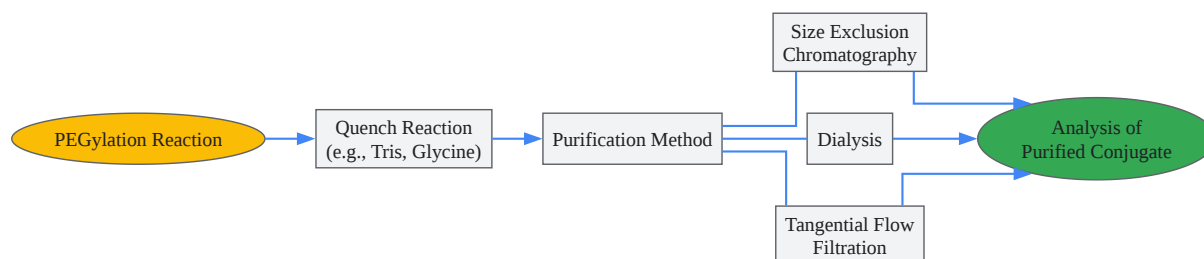 PEGylation Reaction
Quench Reaction
(e.g., Tris, Glycine)
Purification Method
Size Exclusion
Chromatography
Dialysis
Tangential Flow
Filtration
Analysis of
Purified Conjugate